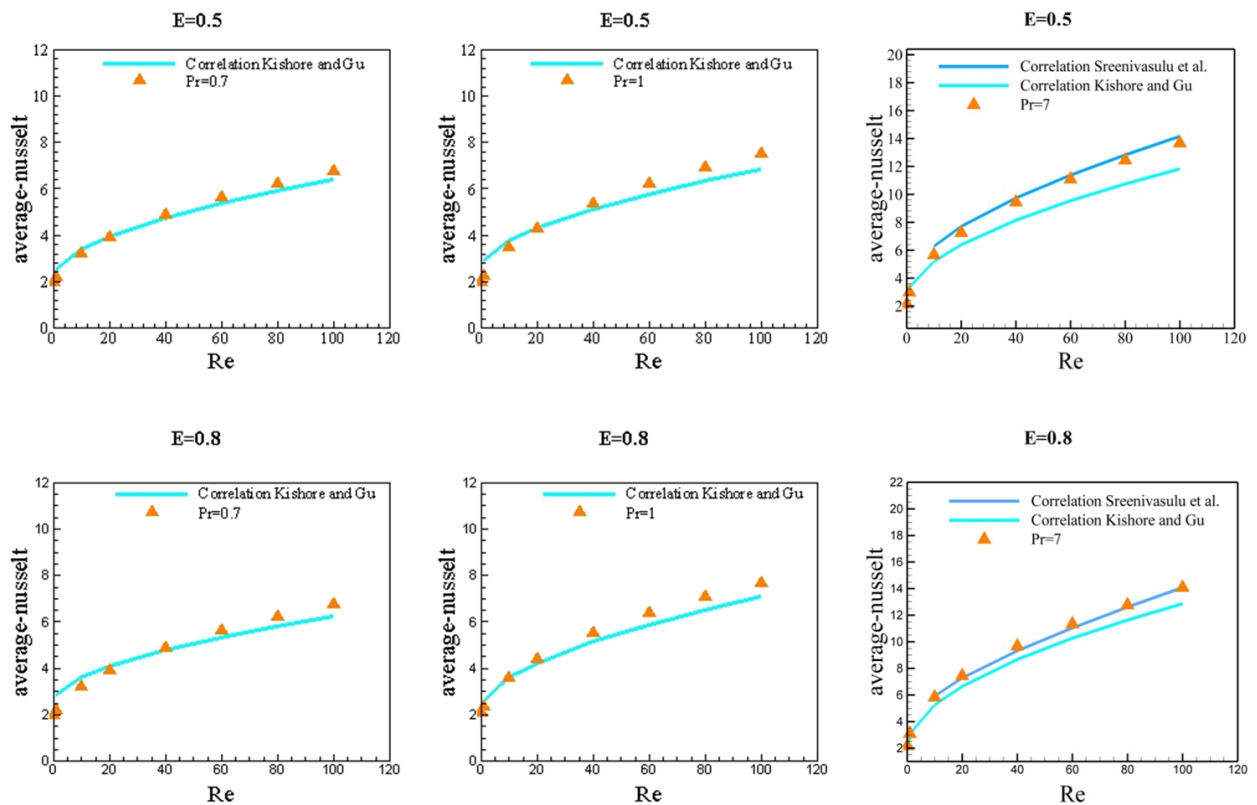 E=0.5
12
10
8
6
4
2
0
average-nusselt
Correlation Kishore and Gu
Pr=0.7
0 20 40 60 80 100 120
Re
E=0.5
12
10
8
6
4
2
0
average-nusselt
Correlation Kishore and Gu
Pr=1
0 20 40 60 80 100 120
Re
E=0.5
20
18
16
14
12
10
8
6
4
2
average-nusselt
Correlation Sreenivasulu et al.
Correlation Kishore and Gu
Pr=7
0 20 40 60 80 100 120
Re
E=0.8
12
10
8
6
4
2
0
average-nusselt
Correlation Kishore and Gu
Pr=0.7
0 20 40 60 80 100 120
Re
E=0.8
12
10
8
6
4
2
0
average-nusselt
Correlation Kishore and Gu
Pr=1
0 20 40 60 80 100 120
Re
E=0.8
22
20
18
16
14
12
10
8
6
4
2
average-nusselt
Correlation Sreenivasulu et al.
Correlation Kishore and Gu
Pr=7
0 20 40 60 80 100 120
Re